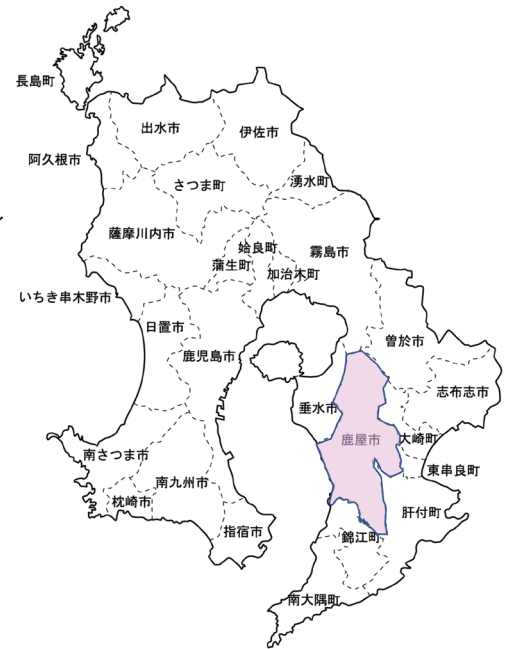 長島町
出水市
伊佐市
阿久根市
さつま町
湧水町
薩摩川内市
姶良町
霧島市
蒲生町
加治木町
いちき串木野市
日置市
曽於市
鹿児島市
志布志市
垂水市
鹿屋市
大崎町
南さつま市
東串良町
南九州市
枕崎市
肝付町
指宿市
錦江町
南大隅町